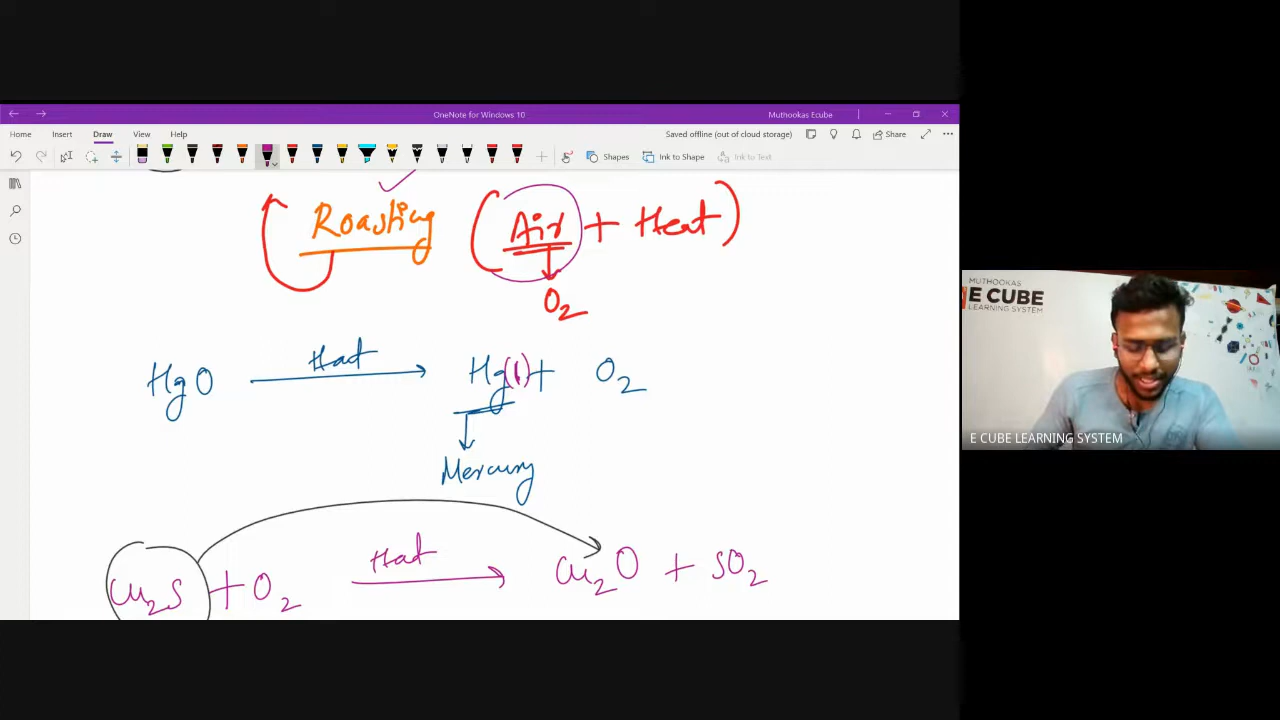 OneNote for Windows 10
Muthookas Ecube
Home Insert Draw View Help
Saved offline (out of cloud storage)
Share
Shapes
Ink to Shape
Ink to Text
Roasting (Air + Heat)
O2
HgO Heat Hg(l) + O2
Mercury
Cu2S + O2 Heat Cu2O + SO2
MUTHOOKAS
E CUBE
LEARNING SYSTEM
E CUBE LEARNING SYSTEM